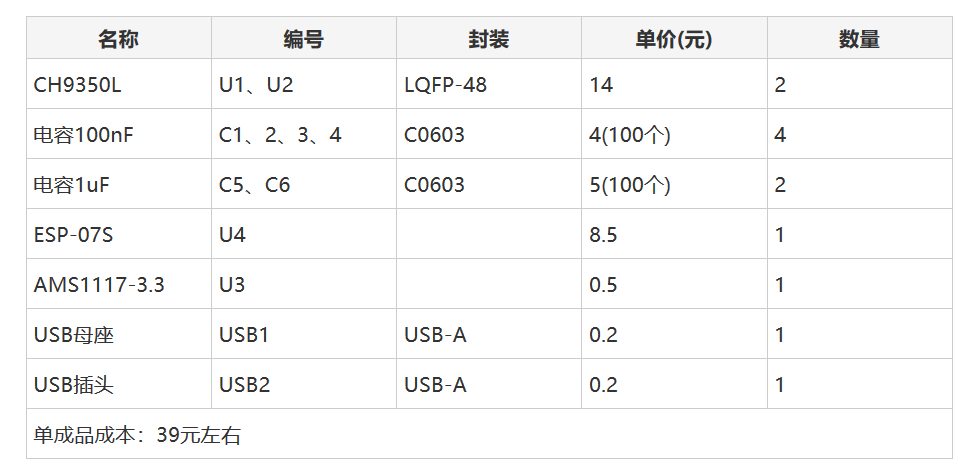 名称 编号 封装 单价(元) 数量
CH9350L U1、U2 LQFP-48 14 2
电容100nF C1、2、3、4 C0603 4(100个) 4
电容1uF C5、C6 C0603 5(100个) 2
ESP-07S U4 8.5 1
AMS1117-3.3 U3 0.5 1
USB母座 USB1 USB-A 0.2 1
USB插头 USB2 USB-A 0.2 1
单成品成本：39元左右